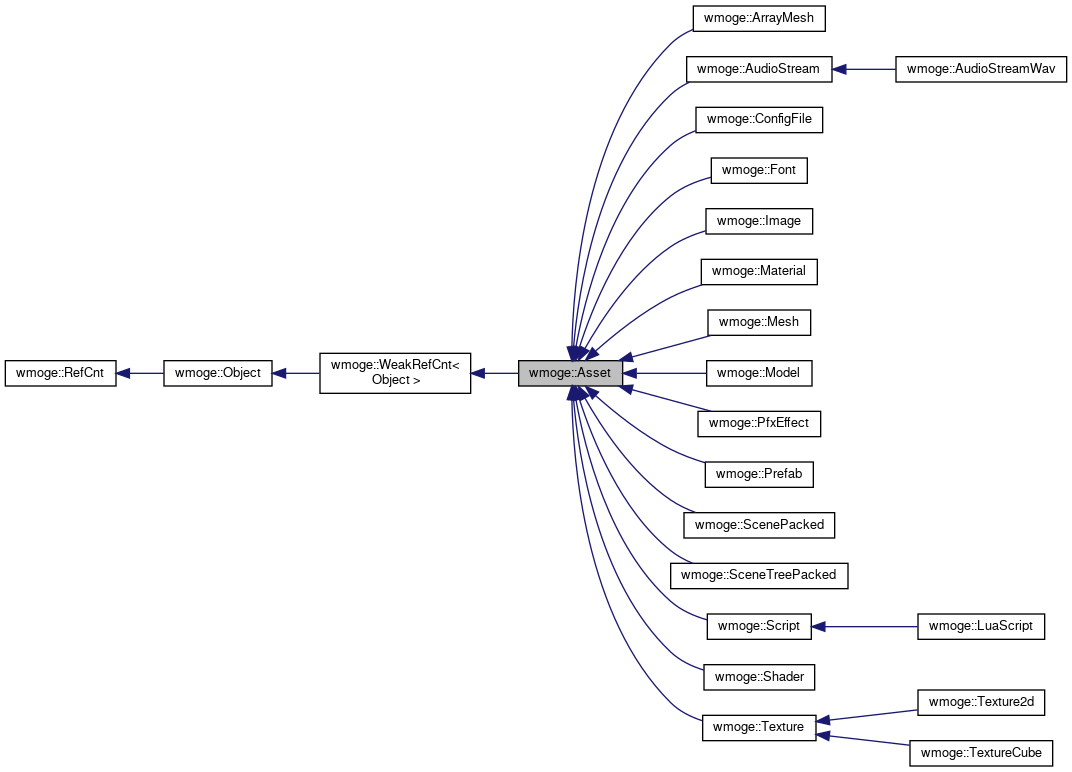 wmoge::ArrayMesh
wmoge::AudioStream
wmoge::AudioStreamWav
wmoge::ConfigFile
wmoge::Font
wmoge::Image
wmoge::Material
wmoge::Mesh
wmoge::RefCnt
wmoge::Object
wmoge::WeakRefCnt<
Object >
wmoge::Asset
wmoge::Model
wmoge::PfxEffect
wmoge::Prefab
wmoge::ScenePacked
wmoge::SceneTreePacked
wmoge::Script
wmoge::LuaScript
wmoge::Shader
wmoge::Texture
wmoge::Texture2d
wmoge::TextureCube